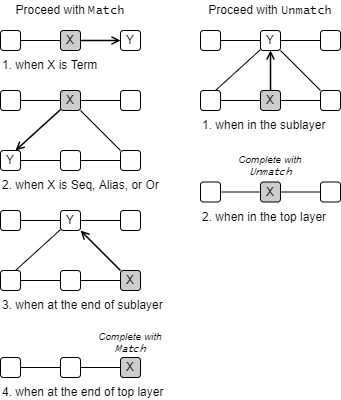 Proceed with Match
X
Y
1. when X is Term
X
Y
2. when X is Seq, Alias, or Or
Y
X
3. when at the end of sublayer
Complete with
Match
X
4. when at the end of top layer
Proceed with Unmatch
Y
X
1. when in the sublayer
Complete with
Unmatch
X
2. when in the top layer